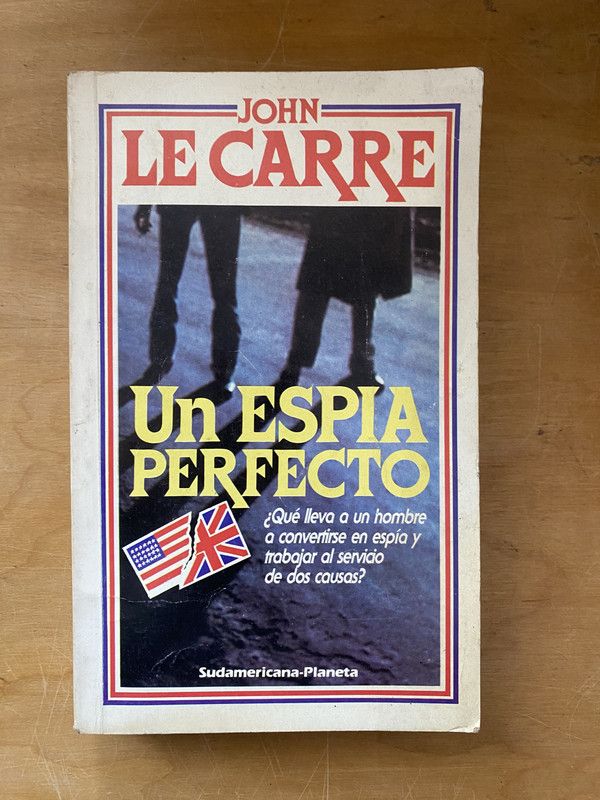 JOHN
LE CARRE
Un ESPIA
PERFECTO
¿Qué lleva a un hombre
a convertirse en espía y
trabajar al servicio
de dos causas?
Sudamericana-Planeta